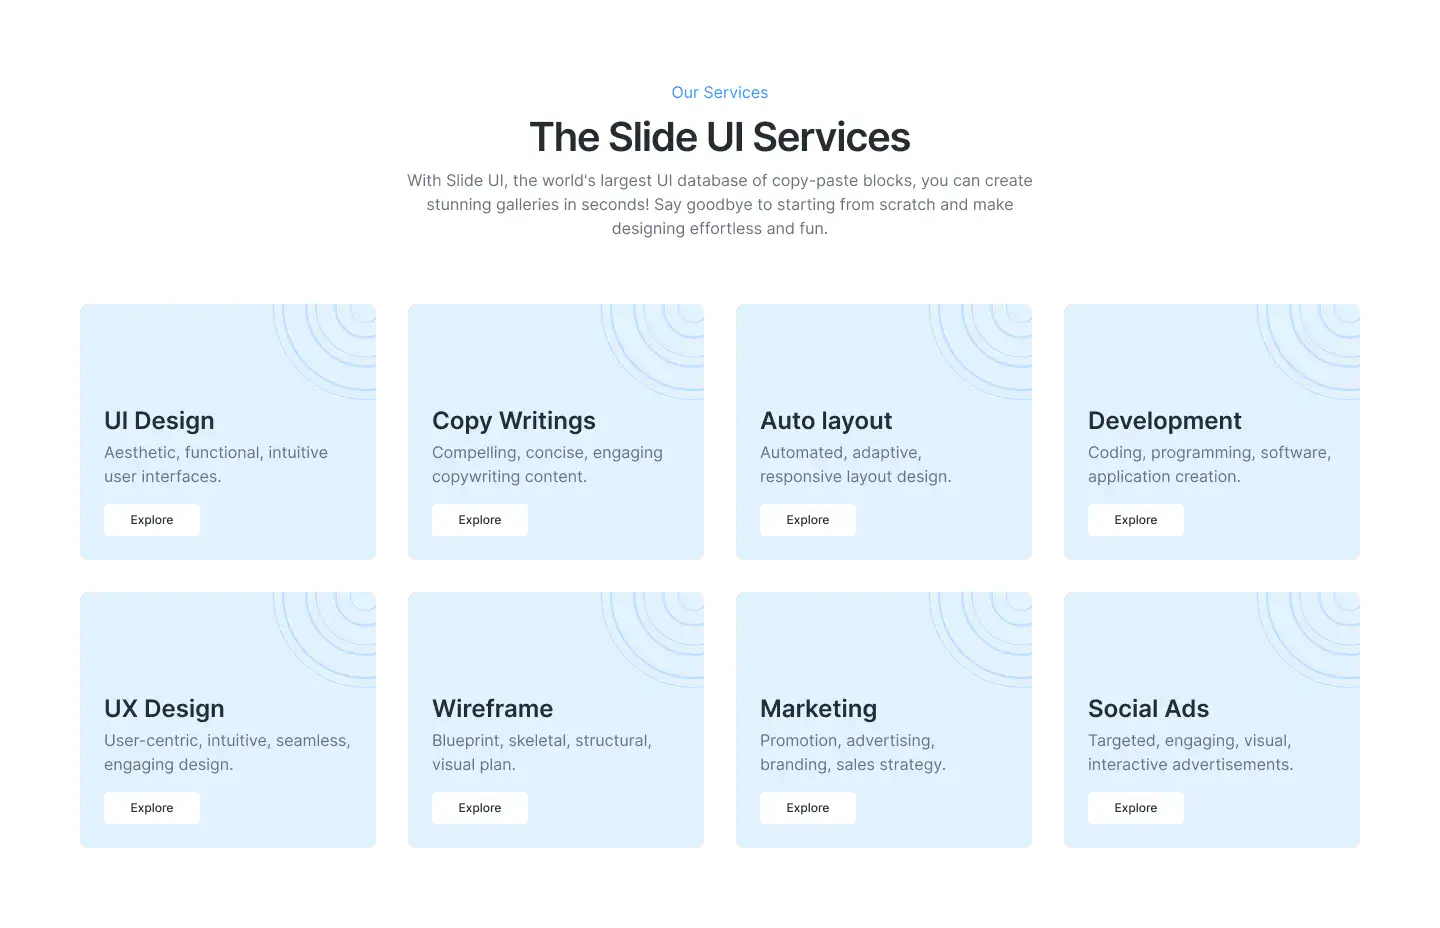 Our Services
The Slide UI Services
With Slide UI, the world's largest UI database of copy-paste blocks, you can create
stunning galleries in seconds! Say goodbye to starting from scratch and make
designing effortless and fun.
UI Design
Aesthetic, functional, intuitive
user interfaces.
Explore
Copy Writings
Compelling, concise, engaging
copywriting content.
Explore
Auto layout
Automated, adaptive,
responsive layout design.
Explore
Development
Coding, programming, software,
application creation.
Explore
UX Design
User-centric, intuitive, seamless,
engaging design.
Explore
Wireframe
Blueprint, skeletal, structural,
visual plan.
Explore
Marketing
Promotion, advertising,
branding, sales strategy.
Explore
Social Ads
Targeted, engaging, visual,
interactive advertisements.
Explore